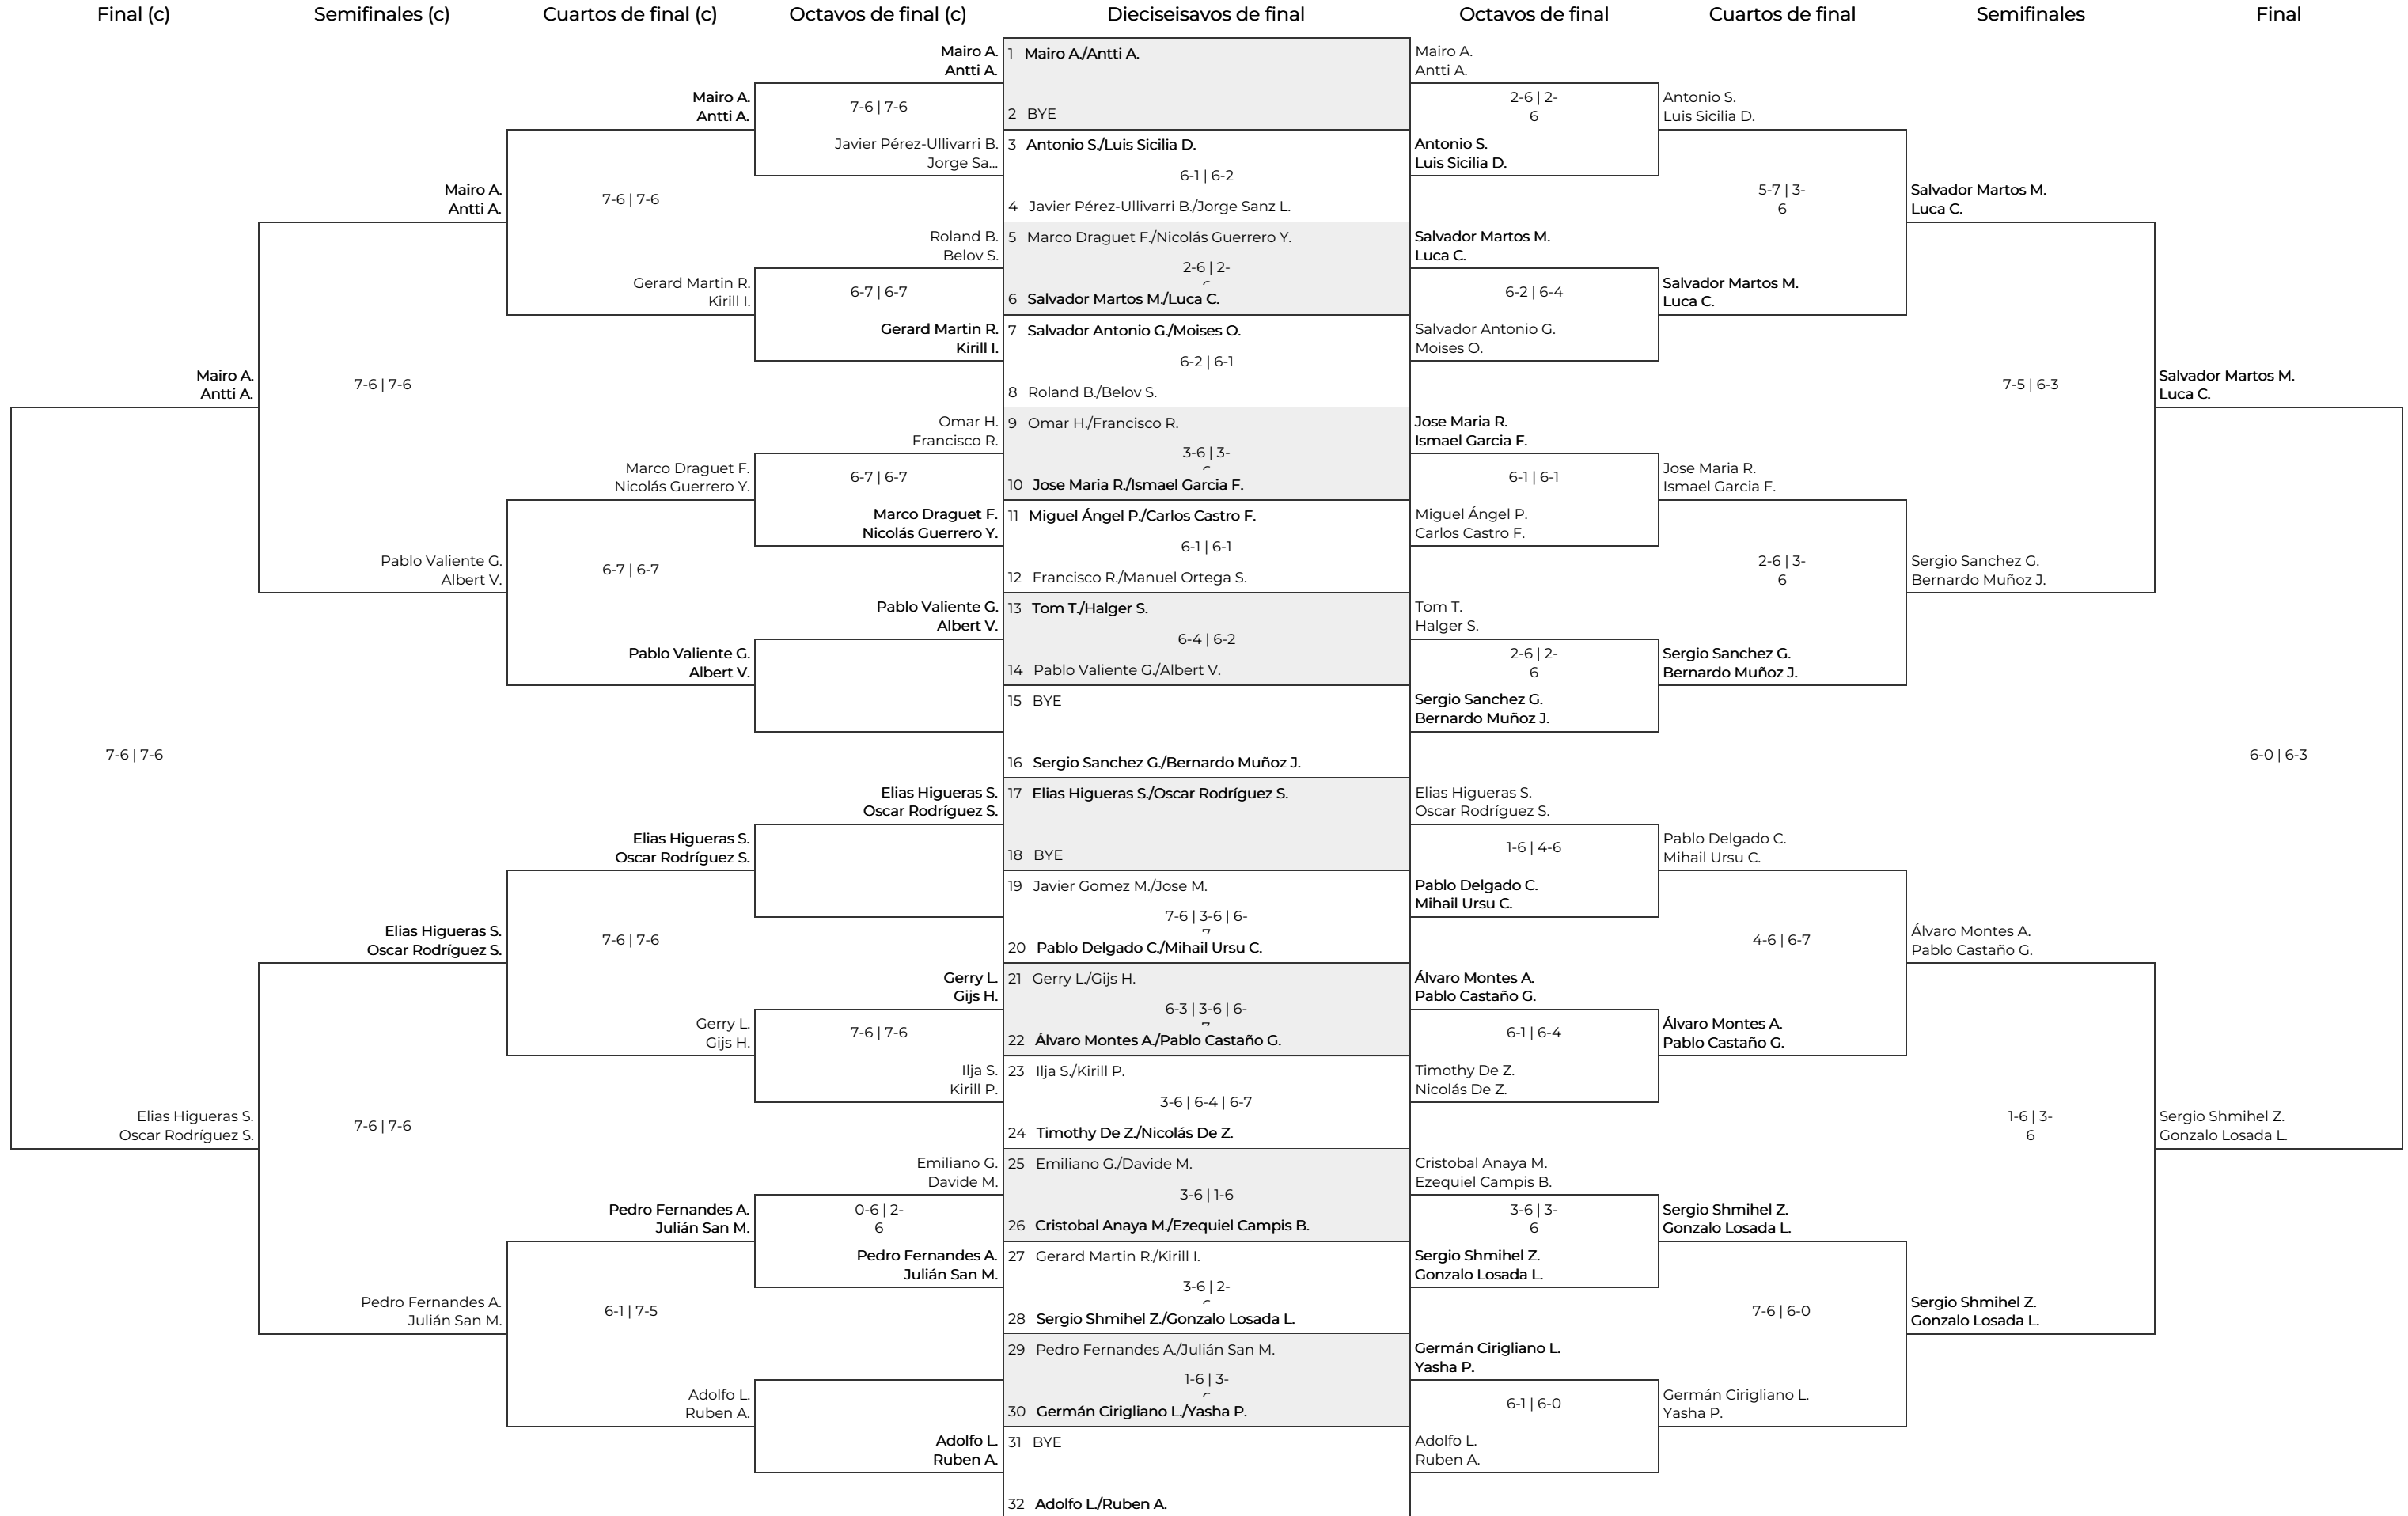 Final (c)
Semifinales (c)
Cuartos de final (c)
Octavos de final (c)
Dieciseisavos de final
Octavos de final
Cuartos de final
Semifinales
Final
Mairo A.
Antti A.
7-6 | 7-6
Elias Higueras S.
Oscar Rodríguez S.
Mairo A.
Antti A.
7-6 | 7-6
Pablo Valiente G.
Albert V.
Elias Higueras S.
Oscar Rodríguez S.
7-6 | 7-6
Pedro Fernandes A.
Julián San M.
Mairo A.
Antti A.
7-6 | 7-6
Gerard Martin R.
Kirill I.
Marco Draguet F.
Nicolás Guerrero Y.
6-7 | 6-7
Pablo Valiente G.
Albert V.
Elias Higueras S.
Oscar Rodríguez S.
7-6 | 7-6
Gerry L.
Gijs H.
Pedro Fernandes A.
Julián San M.
6-1 | 7-5
Adolfo L.
Ruben A.
Mairo A.
Antti A.
7-6 | 7-6
Javier Pérez-Ullivarri B.
Jorge Sa...
Roland B.
Belov S.
6-7 | 6-7
Gerard Martin R.
Kirill I.
Omar H.
Francisco R.
6-7 | 6-7
Marco Draguet F.
Nicolás Guerrero Y.
Pablo Valiente G.
Albert V.
Elias Higueras S.
Oscar Rodríguez S.
Gerry L.
Gijs H.
7-6 | 7-6
Ilja S.
Kirill P.
Emiliano G.
Davide M.
0-6 | 2-
6
Pedro Fernandes A.
Julián San M.
Adolfo L.
Ruben A.
1 Mairo A./Antti A.
2 BYE
3 Antonio S./Luis Sicilia D.
6-1 | 6-2
4 Javier Pérez-Ullivarri B./Jorge Sanz L.
5 Marco Draguet F./Nicolás Guerrero Y.
2-6 | 2-
6 Salvador Martos M./Luca C.
7 Salvador Antonio G./Moises O.
6-2 | 6-1
8 Roland B./Belov S.
9 Omar H./Francisco R.
3-6 | 3-
10 Jose Maria R./Ismael Garcia F.
11 Miguel Ángel P./Carlos Castro F.
6-1 | 6-1
12 Francisco R./Manuel Ortega S.
13 Tom T./Halger S.
6-4 | 6-2
14 Pablo Valiente G./Albert V.
15 BYE
16 Sergio Sanchez G./Bernardo Muñoz J.
17 Elias Higueras S./Oscar Rodríguez S.
18 BYE
19 Javier Gomez M./Jose M.
7-6 | 3-6 | 6-
20 Pablo Delgado C./Mihail Ursu C.
21 Gerry L./Gijs H.
6-3 | 3-6 | 6-
22 Álvaro Montes A./Pablo Castaño G.
23 Ilja S./Kirill P.
3-6 | 6-4 | 6-7
24 Timothy De Z./Nicolás De Z.
25 Emiliano G./Davide M.
3-6 | 1-6
26 Cristobal Anaya M./Ezequiel Campis B.
27 Gerard Martin R./Kirill I.
3-6 | 2-
28 Sergio Shmihel Z./Gonzalo Losada L.
29 Pedro Fernandes A./Julián San M.
1-6 | 3-
30 Germán Cirigliano L./Yasha P.
31 BYE
32 Adolfo L./Ruben A.
Mairo A.
Antti A.
2-6 | 2-
6
Antonio S.
Luis Sicilia D.
Salvador Martos M.
Luca C.
6-2 | 6-4
Salvador Antonio G.
Moises O.
Jose Maria R.
Ismael Garcia F.
6-1 | 6-1
Miguel Ángel P.
Carlos Castro F.
Tom T.
Halger S.
2-6 | 2-
6
Sergio Sanchez G.
Bernardo Muñoz J.
Elias Higueras S.
Oscar Rodríguez S.
1-6 | 4-6
Pablo Delgado C.
Mihail Ursu C.
Álvaro Montes A.
Pablo Castaño G.
6-1 | 6-4
Timothy De Z.
Nicolás De Z.
Cristobal Anaya M.
Ezequiel Campis B.
3-6 | 3-
6
Sergio Shmihel Z.
Gonzalo Losada L.
Germán Cirigliano L.
Yasha P.
6-1 | 6-0
Adolfo L.
Ruben A.
Antonio S.
Luis Sicilia D.
5-7 | 3-
6
Salvador Martos M.
Luca C.
Jose Maria R.
Ismael Garcia F.
2-6 | 3-
6
Sergio Sanchez G.
Bernardo Muñoz J.
Pablo Delgado C.
Mihail Ursu C.
4-6 | 6-7
Álvaro Montes A.
Pablo Castaño G.
Sergio Shmihel Z.
Gonzalo Losada L.
7-6 | 6-0
Germán Cirigliano L.
Yasha P.
Salvador Martos M.
Luca C.
7-5 | 6-3
Sergio Sanchez G.
Bernardo Muñoz J.
Álvaro Montes A.
Pablo Castaño G.
1-6 | 3-
6
Sergio Shmihel Z.
Gonzalo Losada L.
Salvador Martos M.
Luca C.
6-0 | 6-3
Sergio Shmihel Z.
Gonzalo Losada L.